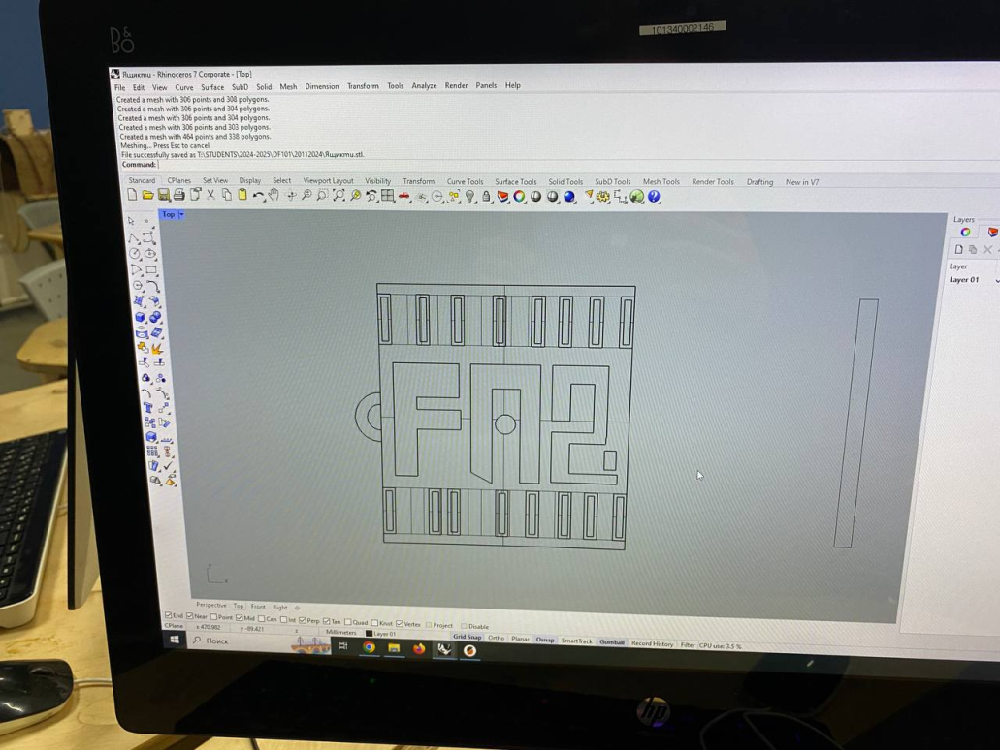 B&O
101340002146
Ящикти - Rhinoceros 7 Corporate - [Top]
File Edit View Curve Surface SubD Solid Mesh Dimension Transform Tools Analyze Render Panels Help
Created a mesh with 306 points and 308 polygons.
Created a mesh with 306 points and 304 polygons.
Created a mesh with 306 points and 304 polygons.
Created a mesh with 306 points and 303 polygons.
Created a mesh with 464 points and 338 polygons.
Meshing... Press Esc to cancel
File successfully saved as T:\STUDENTS\2024-2025\DF101\20112024\Ящикти.stl.
Command:
Standard CPlanes Set View Display Select Viewport Layout Visibility Transform Curve Tools Surface Tools Solid Tools SubD Tools Mesh Tools Render Tools Drafting New in V7
Top
Layers
Layer
Layer 01
y
x
Perspective Top Front Right
End Near Point Mid Cen Int Perp Tan Quad Knot Vertex Project Disable
CPlane x 470.982 y -89.421 z Millimeters Layer 01 Grid Snap Ortho Planar Osnap SmartTrack Gumball Record History Filter CPU use: 3.5 %
Поиск
hp